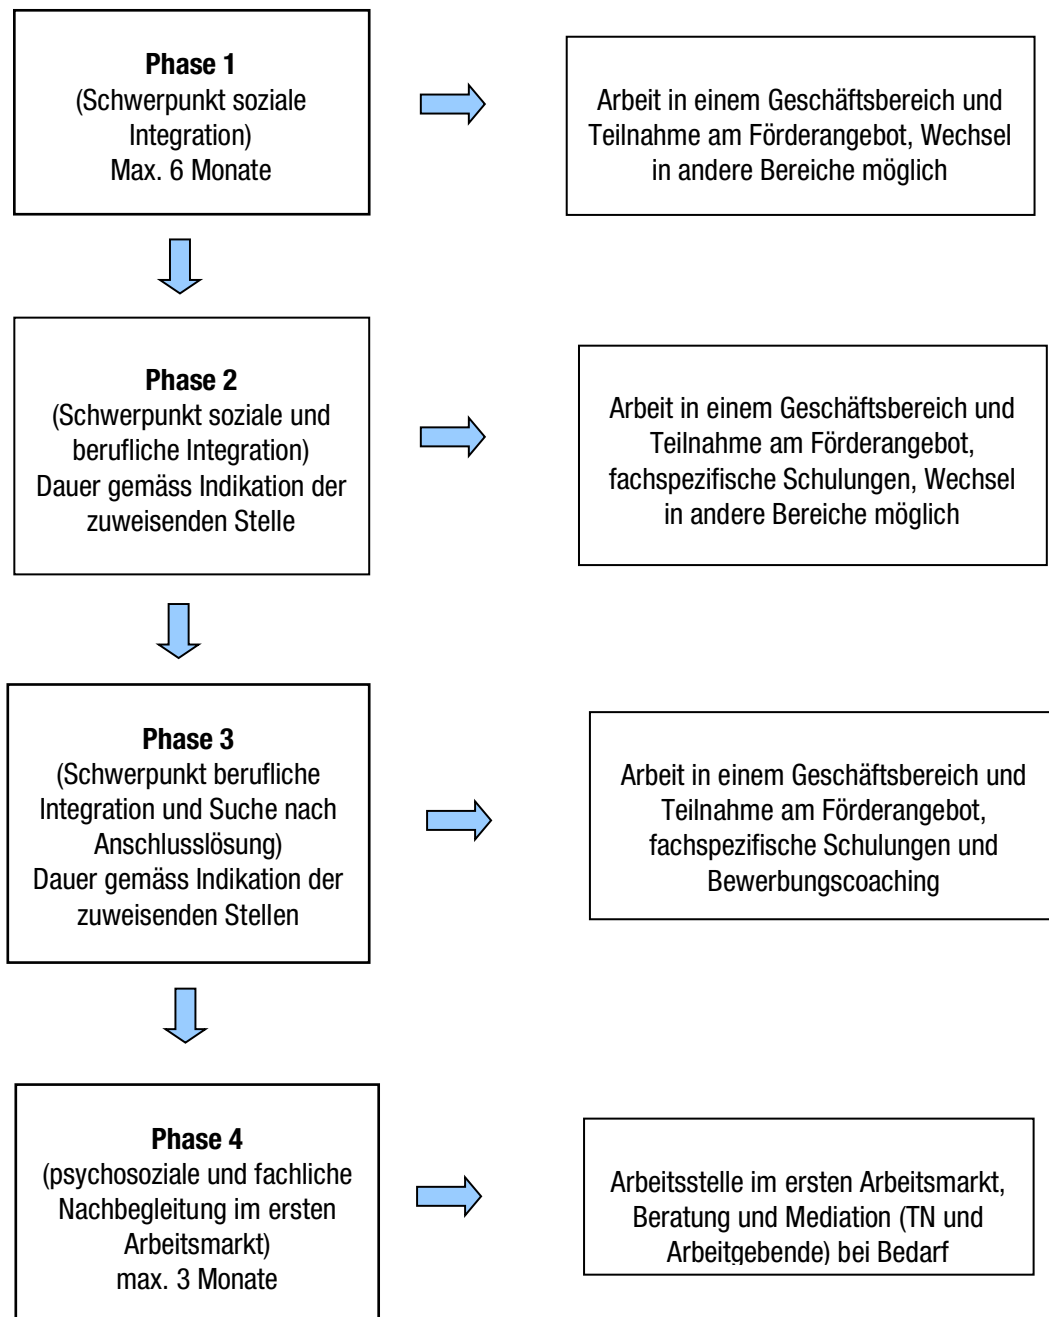 Phase 1
(Schwerpunkt soziale
Integration)
Max. 6 Monate
Arbeit in einem Geschäftsbereich und
Teilnahme am Förderangebot, Wechsel
in andere Bereiche möglich
Phase 2
(Schwerpunkt soziale und
berufliche Integration)
Dauer gemäss Indikation der
zuweisenden Stelle
Arbeit in einem Geschäftsbereich und
Teilnahme am Förderangebot,
fachspezifische Schulungen, Wechsel
in andere Bereiche möglich
Phase 3
(Schwerpunkt berufliche
Integration und Suche nach
Anschlusslösung)
Dauer gemäss Indikation der
zuweisenden Stellen
Arbeit in einem Geschäftsbereich und
Teilnahme am Förderangebot,
fachspezifische Schulungen und
Bewerbungscoaching
Phase 4
(psychosoziale und fachliche
Nachbegleitung im ersten
Arbeitsmarkt)
max. 3 Monate
Arbeitsstelle im ersten Arbeitsmarkt,
Beratung und Mediation (TN und
Arbeitgebende) bei Bedarf